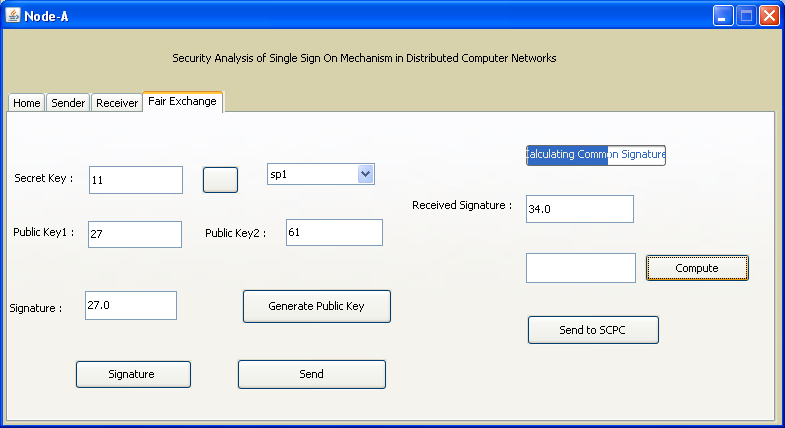 Node-A
Security Analysis of Single Sign On Mechanism in Distributed Computer Networks
Home Sender Receiver Fair Exchange
Calculating Common Signature
Secret Key : 11 sp1
Received Signature : 34.0
Public Key1 : 27 Public Key2 : 61
Compute
Signature : 27.0 Generate Public Key
Send to SCPC
Signature Send